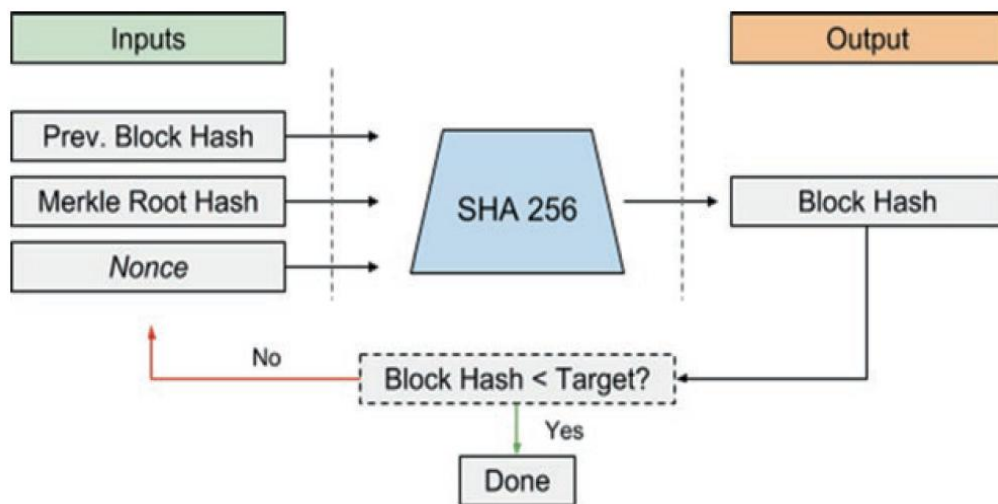 Inputs
Output
Prev. Block Hash
Merkle Root Hash
Nonce
SHA 256
Block Hash
No
Block Hash < Target?
Yes
Done